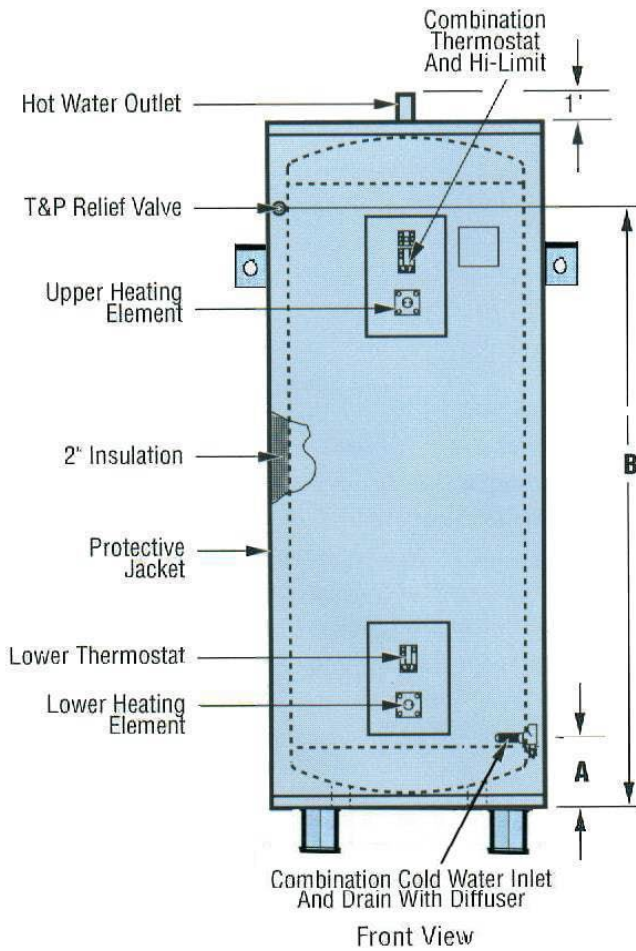 Combination
Thermostat
And Hi-Limit
Hot Water Outlet
1"
T&P Relief Valve
Upper Heating
Element
2" Insulation
B
Protective
Jacket
Lower Thermostat
Lower Heating
Element
A
Combination Cold Water Inlet
And Drain With Diffuser
Front View